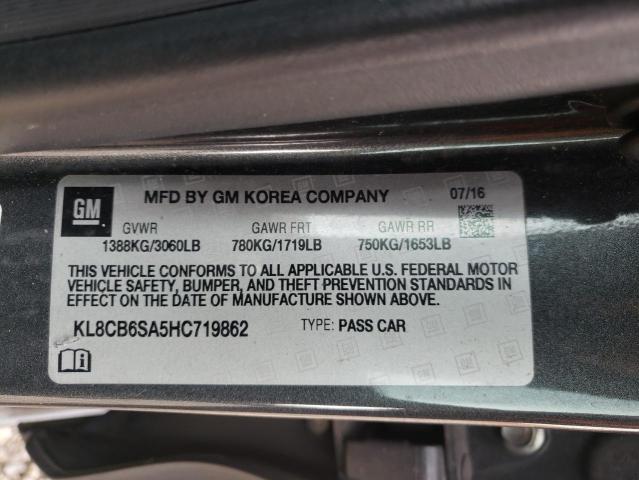 GM MFD BY GM KOREA COMPANY 07/16
GVWR GAWR FRT GAWR RR
1388KG/3060LB 780KG/1719LB 750KG/1653LB
THIS VEHICLE CONFORMS TO ALL APPLICABLE U.S. FEDERAL MOTOR
VEHICLE SAFETY, BUMPER, AND THEFT PREVENTION STANDARDS IN
EFFECT ON THE DATE OF MANUFACTURE SHOWN ABOVE.
KL8CB6SA5HC719862 TYPE: PASS CAR